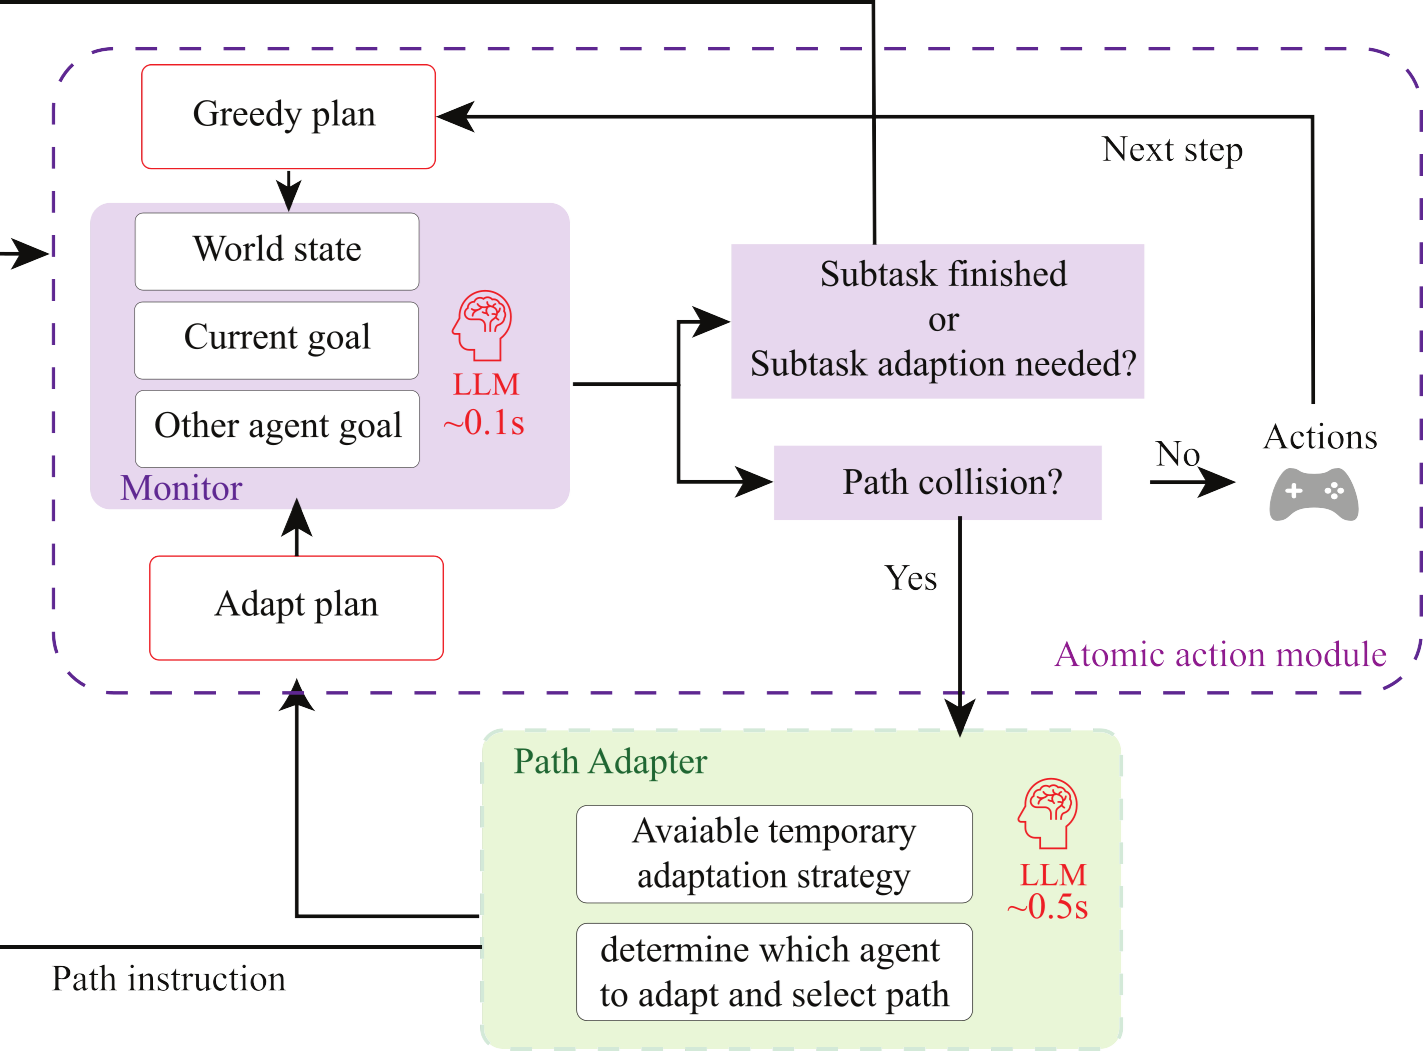 Greedy plan
Next step
World state
Current goal
Other agent goal
LLM
~0.1s
Monitor
Subtask finished
or
Subtask adaption needed?
Path collision?
No
Actions
Yes
Adapt plan
Atomic action module
Path Adapter
Avaiable temporary
adaptation strategy
LLM
~0.5s
determine which agent
to adapt and select path
Path instruction